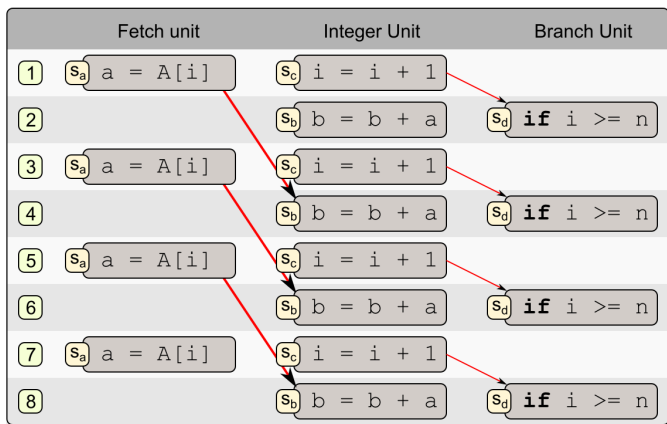 Fetch unit Integer Unit Branch Unit
1 Sa a = A[i] Sc i = i + 1
2 Sb b = b + a Sd if i >= n
3 Sa a = A[i] Sc i = i + 1
4 Sb b = b + a Sd if i >= n
5 Sa a = A[i] Sc i = i + 1
6 Sb b = b + a Sd if i >= n
7 Sa a = A[i] Sc i = i + 1
8 Sb b = b + a Sd if i >= n